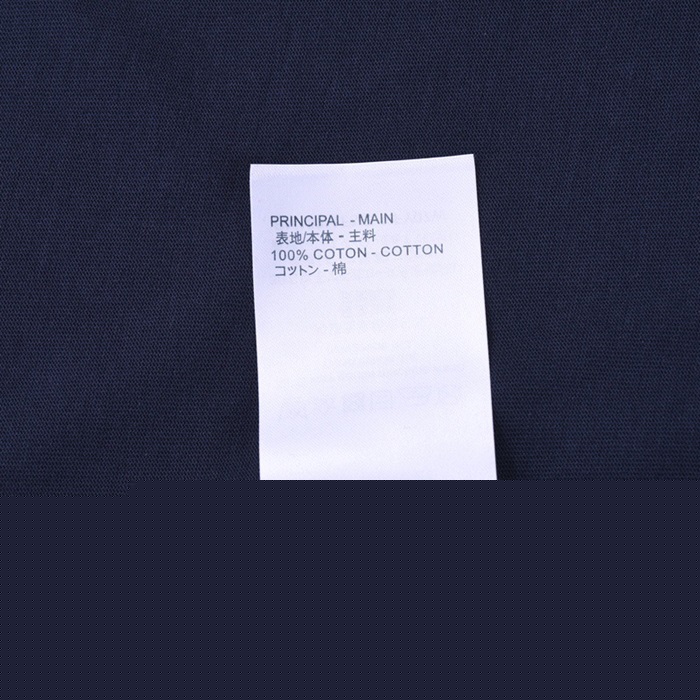 PRINCIPAL - MAIN
表地/本体 - 主料
100% COTON - COTTON
コットン - 棉